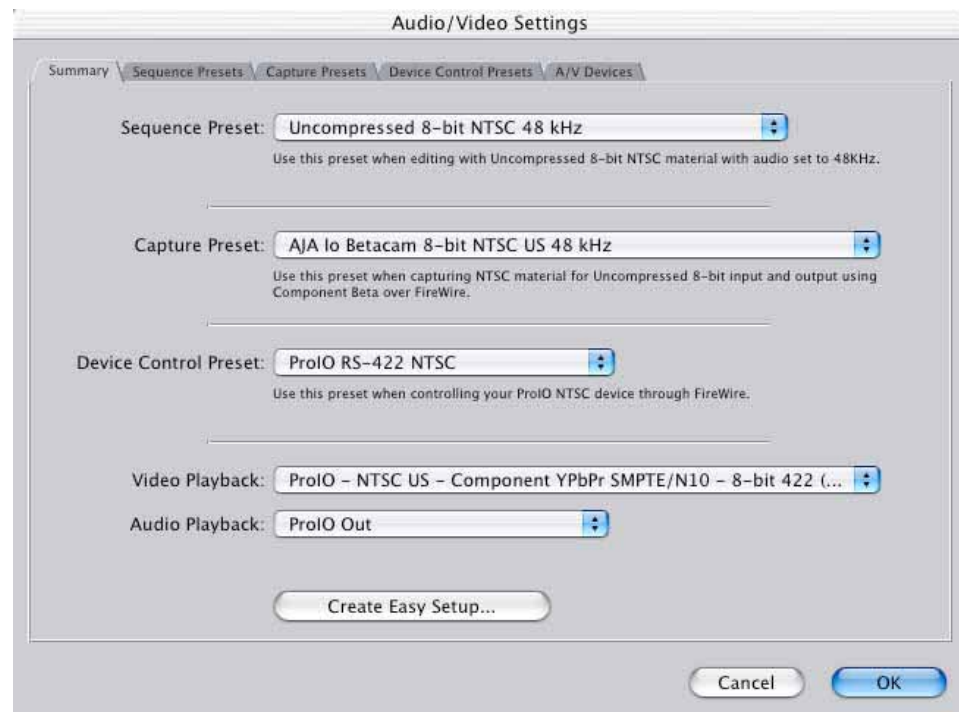 Audio/Video Settings
Summary Sequence Presets Capture Presets Device Control Presets A/V Devices
Sequence Preset: Uncompressed 8-bit NTSC 48 kHz
Use this preset when editing with Uncompressed 8-bit NTSC material with audio set to 48KHz.
Capture Preset: AJA Io Betacam 8-bit NTSC US 48 kHz
Use this preset when capturing NTSC material for Uncompressed 8-bit input and output using
Component Beta over FireWire.
Device Control Preset: ProIO RS-422 NTSC
Use this preset when controlling your ProIO NTSC device through FireWire.
Video Playback: ProIO - NTSC US - Component YPbPr SMPTE/N10 - 8-bit 422 (...
Audio Playback: ProIO Out
Create Easy Setup...
Cancel OK